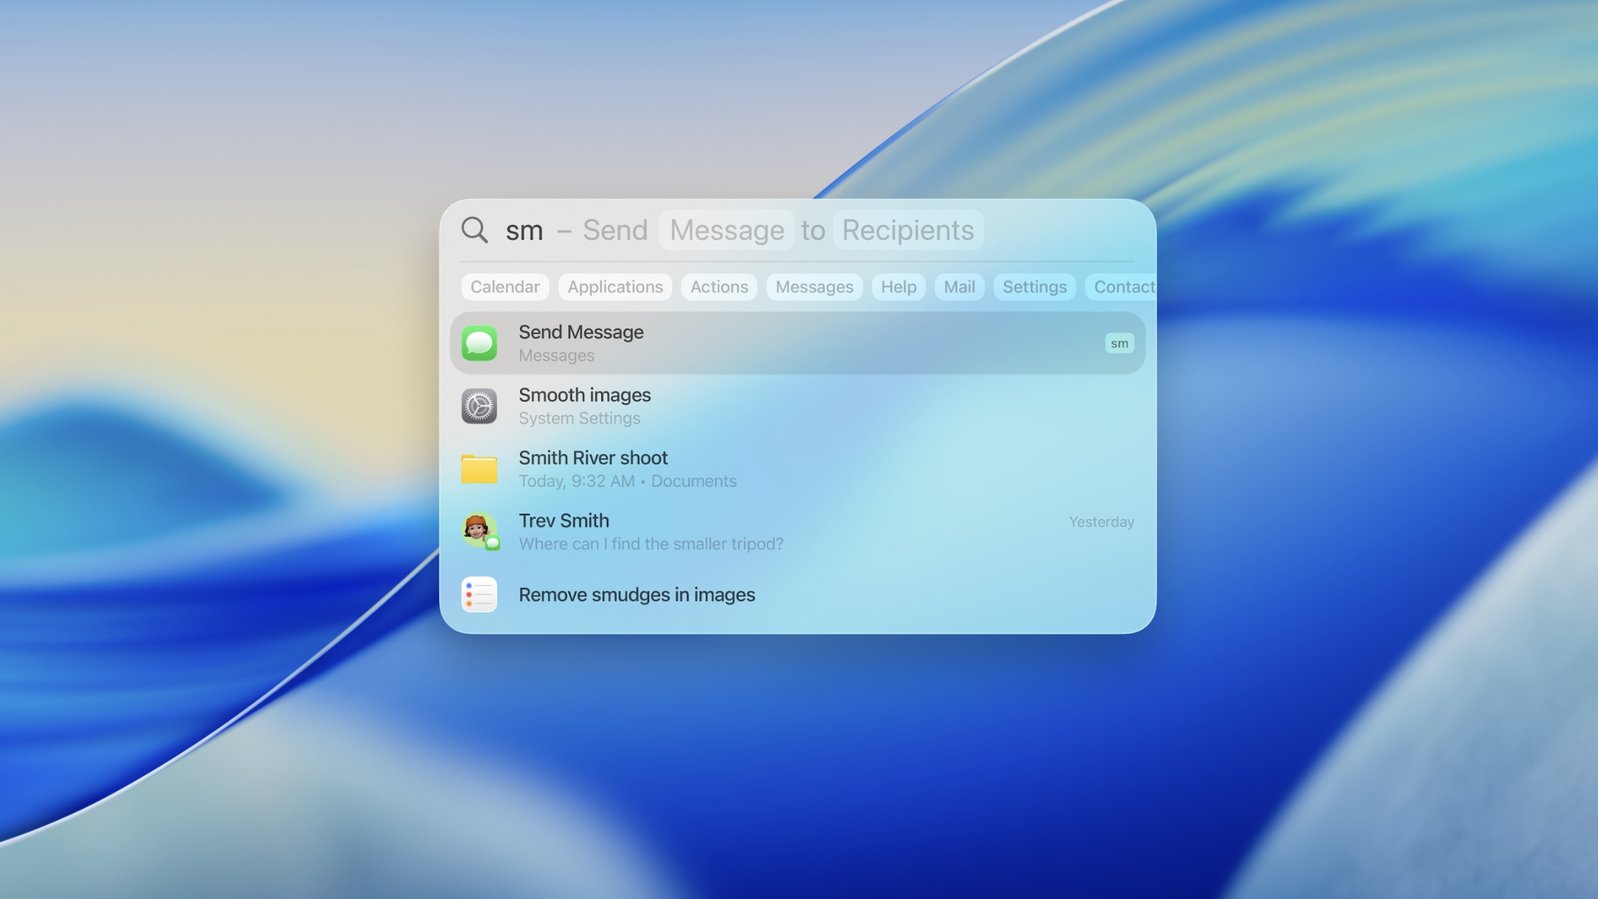 sm – Send Message to Recipients
Calendar Applications Actions Messages Help Mail Settings Contact
Send Message
Messages
sm
Smooth images
System Settings
Smith River shoot
Today, 9:32 AM • Documents
Trev Smith
Where can I find the smaller tripod?
Yesterday
Remove smudges in images